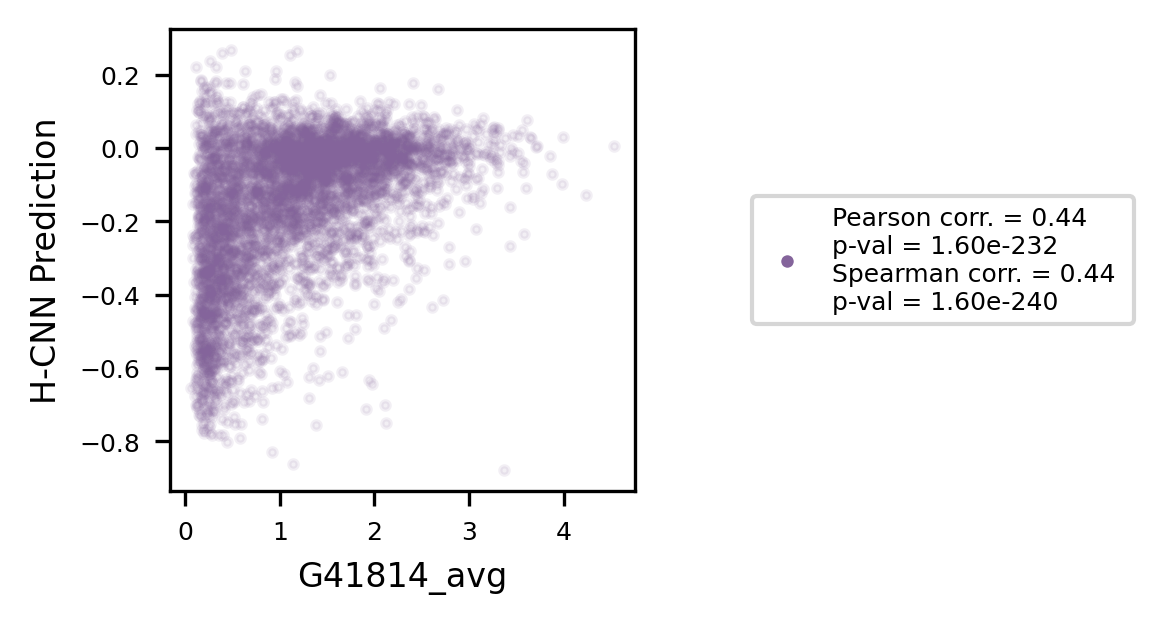 0.2
0.0
−0.2
−0.4
−0.6
−0.8
H-CNN Prediction
0 1 2 3 4
G41814_avg
Pearson corr. = 0.44
p-val = 1.60e-232
Spearman corr. = 0.44
p-val = 1.60e-240